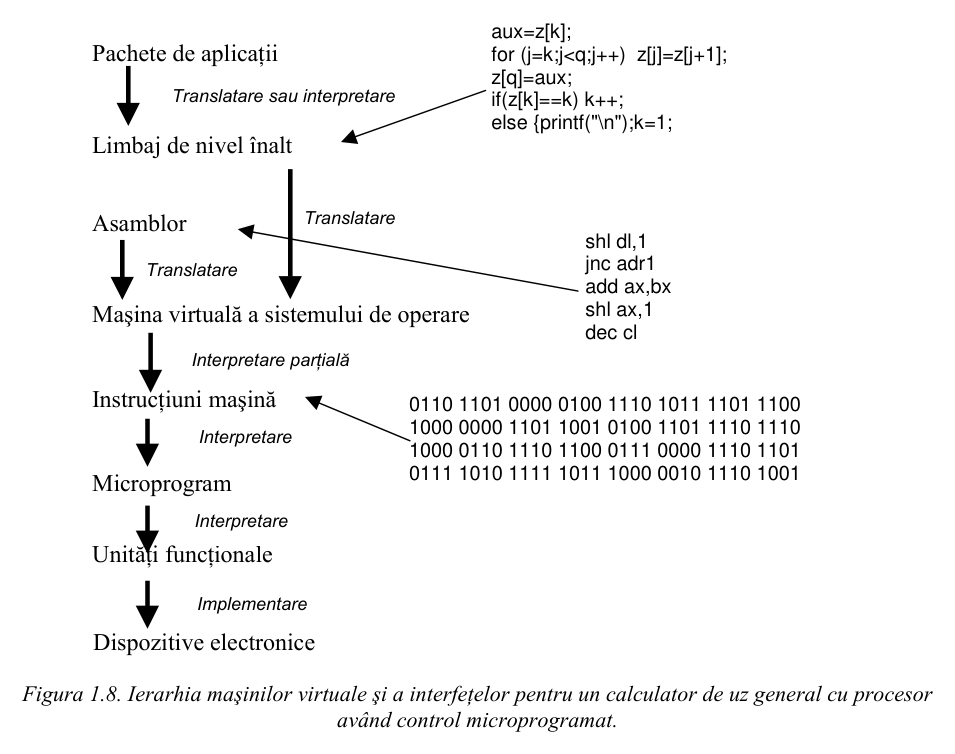 aux=z[k];
for (j=k;j<q;j++)  z[j]=z[j+1];
z[q]=aux;
if(z[k]==k) k++;
else {printf("\n");k=1;
Pachete de aplicații
Translatare sau interpretare
Limbaj de nivel înalt
Asamblor
Translatare
Translatare
shl dl,1
jnc adr1
add ax,bx
shl ax,1
dec cl
Maşina virtuală a sistemului de operare
Interpretare parțială
Instrucțiuni maşină
0110 1101 0000 0100 1110 1011 1101 1100
1000 0000 1101 1001 0100 1101 1110 1110
1000 0110 1110 1100 0111 0000 1110 1101
0111 1010 1111 1011 1000 0010 1110 1001
Interpretare
Microprogram
Interpretare
Unități funcționale
Implementare
Dispozitive electronice
Figura 1.8. Ierarhia maşinilor virtuale şi a interfețelor pentru un calculator de uz general cu procesor
având control microprogramat.